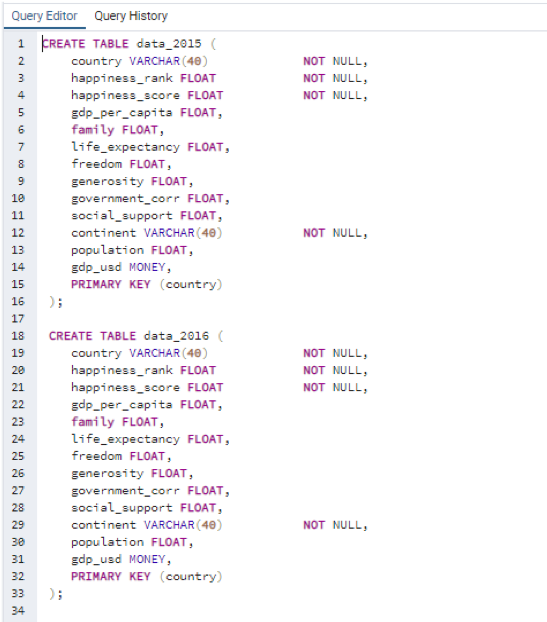 Query Editor Query History
1 CREATE TABLE data_2015 (
2 country VARCHAR(40) NOT NULL,
3 happiness_rank FLOAT NOT NULL,
4 happiness_score FLOAT NOT NULL,
5 gdp_per_capita FLOAT,
6 family FLOAT,
7 life_expectancy FLOAT,
8 freedom FLOAT,
9 generosity FLOAT,
10 government_corr FLOAT,
11 social_support FLOAT,
12 continent VARCHAR(40) NOT NULL,
13 population FLOAT,
14 gdp_usd MONEY,
15 PRIMARY KEY (country)
16 );
17
18 CREATE TABLE data_2016 (
19 country VARCHAR(40) NOT NULL,
20 happiness_rank FLOAT NOT NULL,
21 happiness_score FLOAT NOT NULL,
22 gdp_per_capita FLOAT,
23 family FLOAT,
24 life_expectancy FLOAT,
25 freedom FLOAT,
26 generosity FLOAT,
27 government_corr FLOAT,
28 social_support FLOAT,
29 continent VARCHAR(40) NOT NULL,
30 population FLOAT,
31 gdp_usd MONEY,
32 PRIMARY KEY (country)
33 );
34